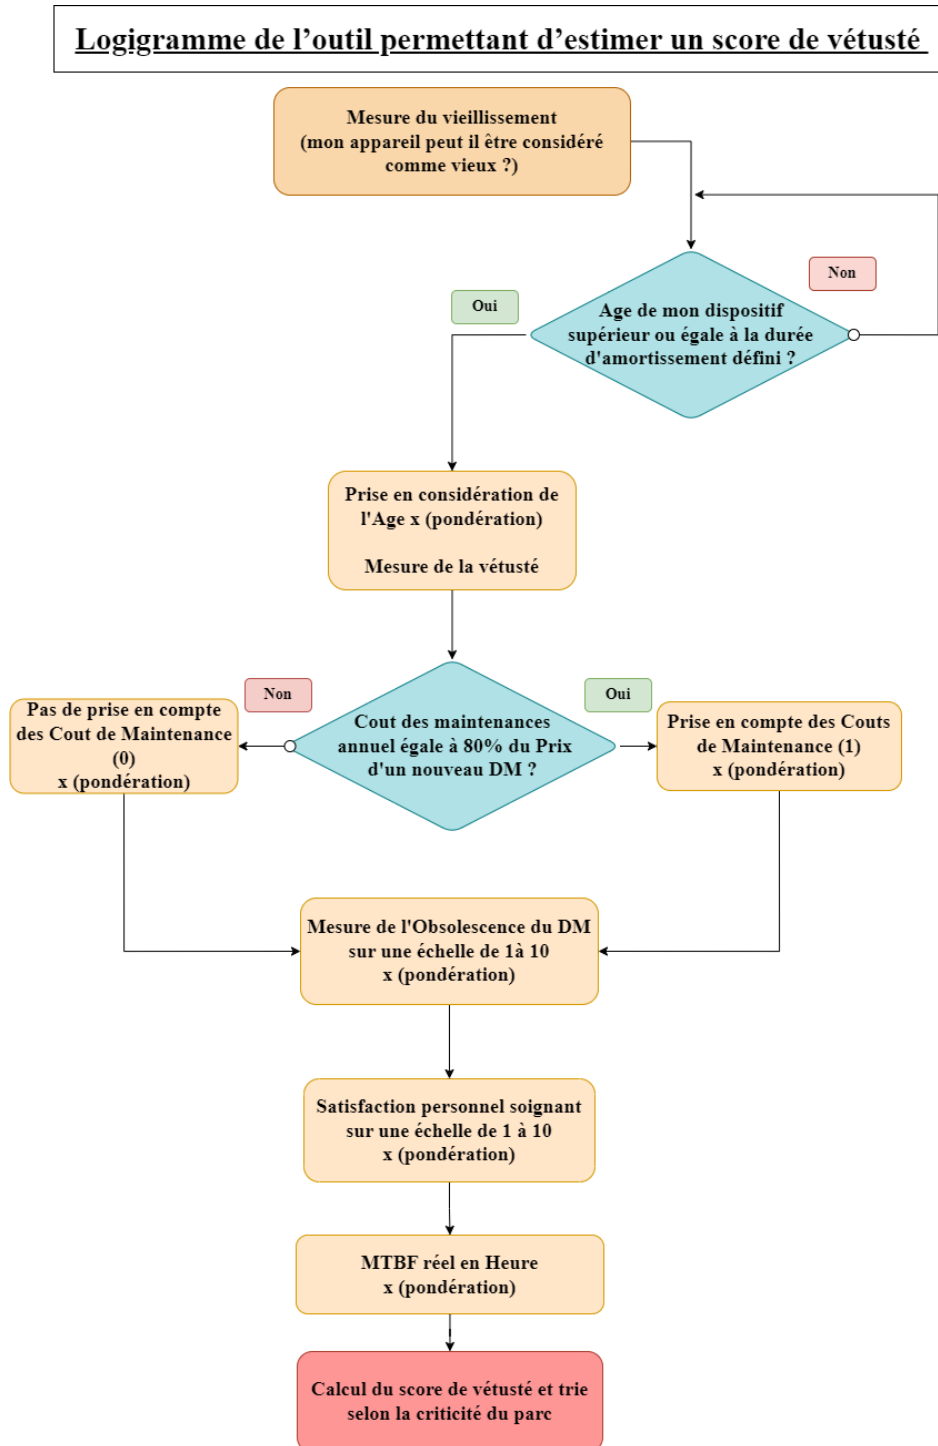 Logigramme de l’outil permettant d’estimer un score de vétusté
Mesure du vieillissement
(mon appareil peut il être considéré
comme vieux ?)
Non
Oui
Age de mon dispositif
supérieur ou égale à la durée
d'amortissement défini ?
Prise en considération de
l'Age x (pondération)
Mesure de la vétusté
Non
Oui
Pas de prise en compte
des Cout de Maintenance
(0)
x (pondération)
Cout des maintenances
annuel égale à 80% du Prix
d'un nouveau DM ?
Prise en compte des Couts
de Maintenance (1)
x (pondération)
Mesure de l'Obsolescence du DM
sur une échelle de 1à 10
x (pondération)
Satisfaction personnel soignant
sur une échelle de 1 à 10
x (pondération)
MTBF réel en Heure
x (pondération)
Calcul du score de vétusté et trie
selon la criticité du parc